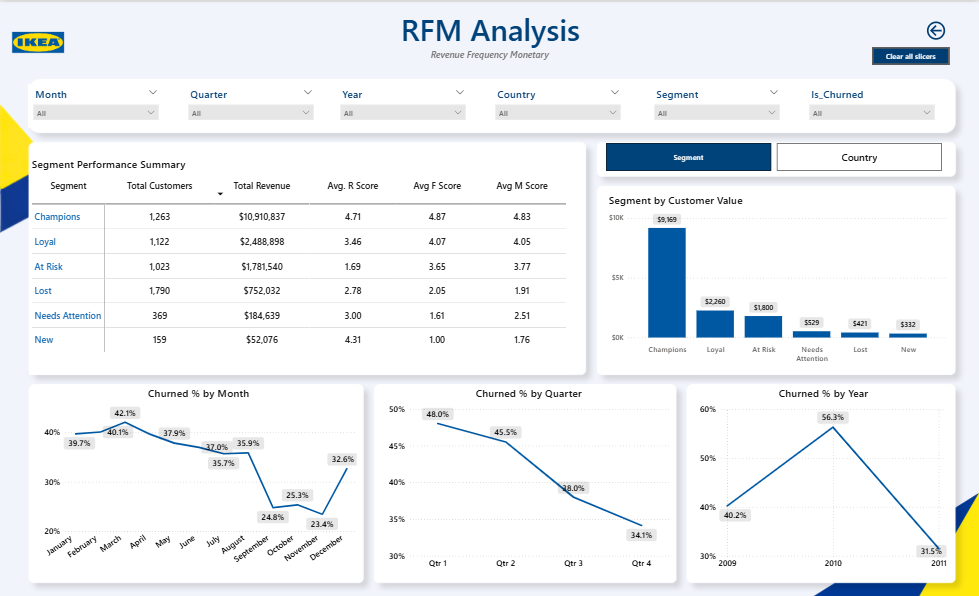 IKEA
RFM Analysis
Revenue Frequency Monetary
Clear all slicers
Month Quarter Year Country Segment Is_Churned
All All All All All All
Segment Performance Summary
Segment Total Customers Total Revenue Avg. R Score Avg F Score Avg M Score
Champions 1,263 $10,910,837 4.71 4.87 4.83
Loyal 1,122 $2,488,898 3.46 4.07 4.05
At Risk 1,023 $1,781,540 1.69 3.65 3.77
Lost 1,790 $752,032 2.78 2.05 1.91
Needs Attention 369 $184,639 3.00 1.61 2.51
New 159 $52,076 4.31 1.00 1.76
Segment Country
Segment by Customer Value
$10K
$5K
$0K
$9,169 $2,260 $1,800 $529 $421 $332
Champions Loyal At Risk Needs Attention Lost New
Churned % by Month
40%
30%
20%
39.7% 40.1% 42.1% 37.9% 37.0% 35.7% 35.9% 24.8% 25.3% 23.4% 32.6%
January February March April May June July August September October November December
Churned % by Quarter
50%
45%
40%
35%
30%
48.0% 45.5% 38.0% 34.1%
Qtr 1 Qtr 2 Qtr 3 Qtr 4
Churned % by Year
60%
50%
40%
30%
40.2% 56.3% 31.5%
2009 2010 2011